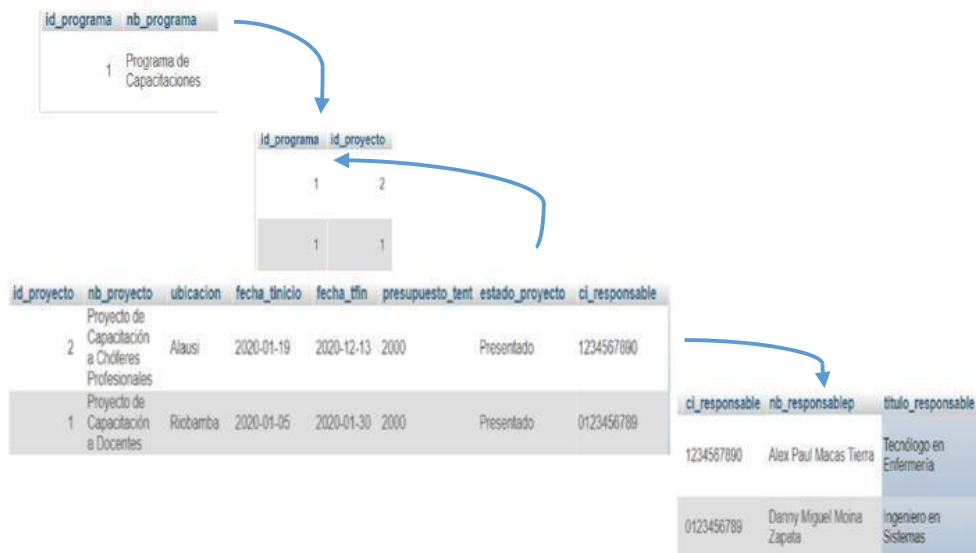 id_programa nb_programa
1 Programa de
Capacitaciones
id_programa id_proyecto
1 2
1 1
id_proyecto nb_proyecto ubicacion fecha_tinicio fecha_tfin presupuesto_tent estado_proyecto ci_responsable
Proyecto de
Capacitación
2 a Chóferes Alausi 2020-01-19 2020-12-13 2000 Presentado 1234567890
Profesionales
Proyecto de
1 Capacitación Riobamba 2020-01-05 2020-01-30 2000 Presentado 0123456789
a Docentes
ci_responsable nb_responsablep titulo_responsable
1234567890 Alex Paul Macas Tierra Tecnólogo en
Enfermería
0123456789 Danny Miguel Moina Ingeniero en
Zapata Sistemas